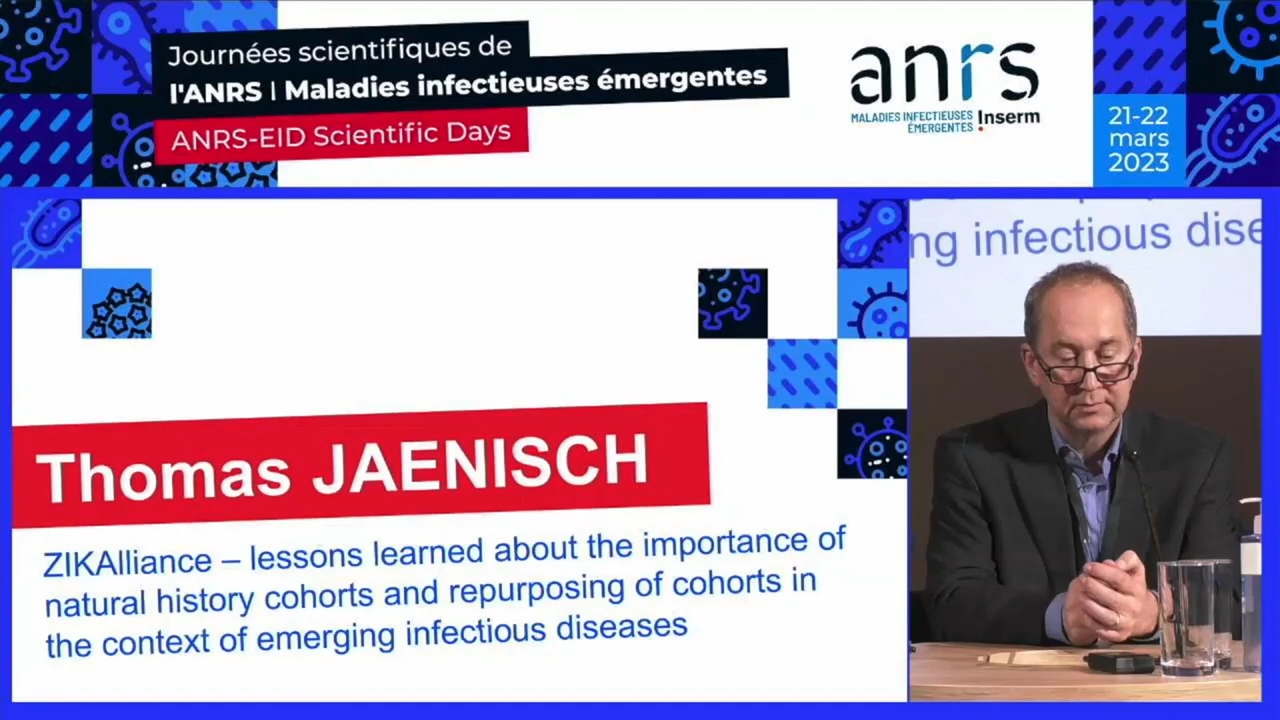 Journées scientifiques de
l'ANRS | Maladies infectieuses émergentes
ANRS-EID Scientific Days
anrs
MALADIES INFECTIEUSES
ÉMERGENTES
Inserm
21-22
mars
2023
Thomas JAENISCH
ZIKAlliance – lessons learned about the importance of
natural history cohorts and repurposing of cohorts in
the context of emerging infectious diseases
ng infectious dise